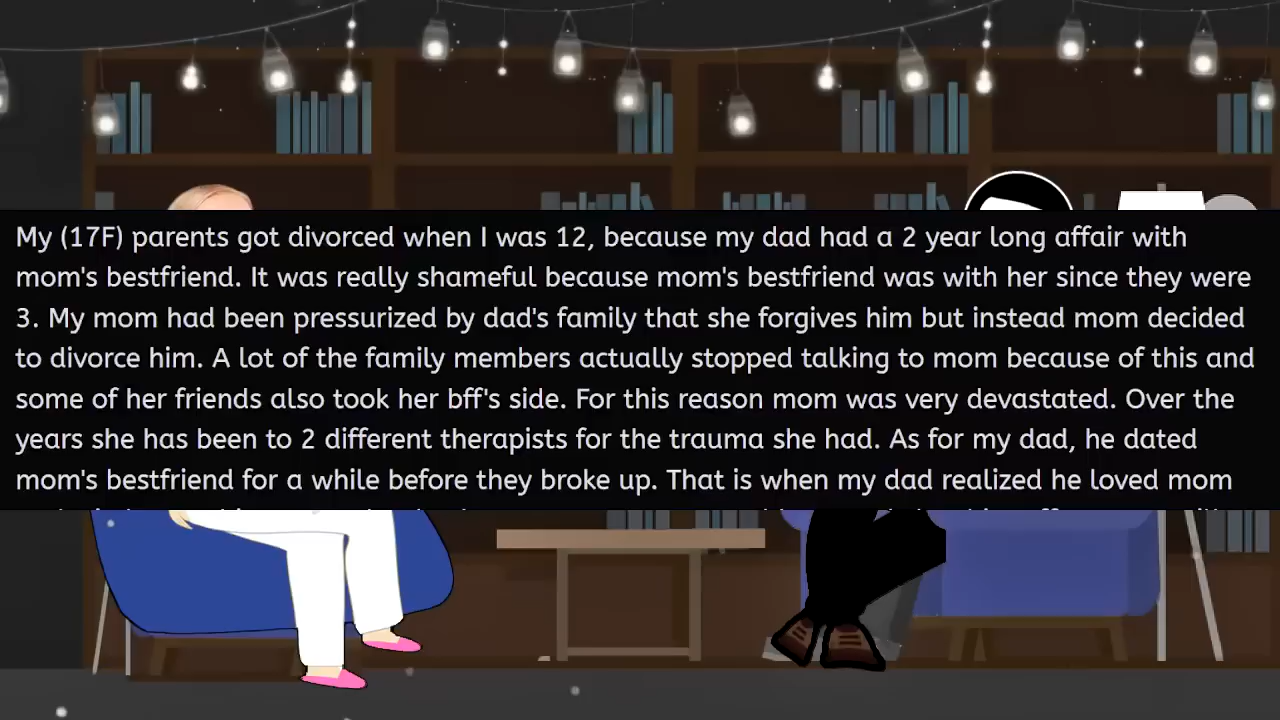 My (17F) parents got divorced when I was 12, because my dad had a 2 year long affair with
mom's bestfriend. It was really shameful because mom's bestfriend was with her since they were
3. My mom had been pressurized by dad's family that she forgives him but instead mom decided
to divorce him. A lot of the family members actually stopped talking to mom because of this and
some of her friends also took her bff's side. For this reason mom was very devastated. Over the
years she has been to 2 different therapists for the trauma she had. As for my dad, he dated
mom's bestfriend for a while before they broke up. That is when my dad realized he loved mom